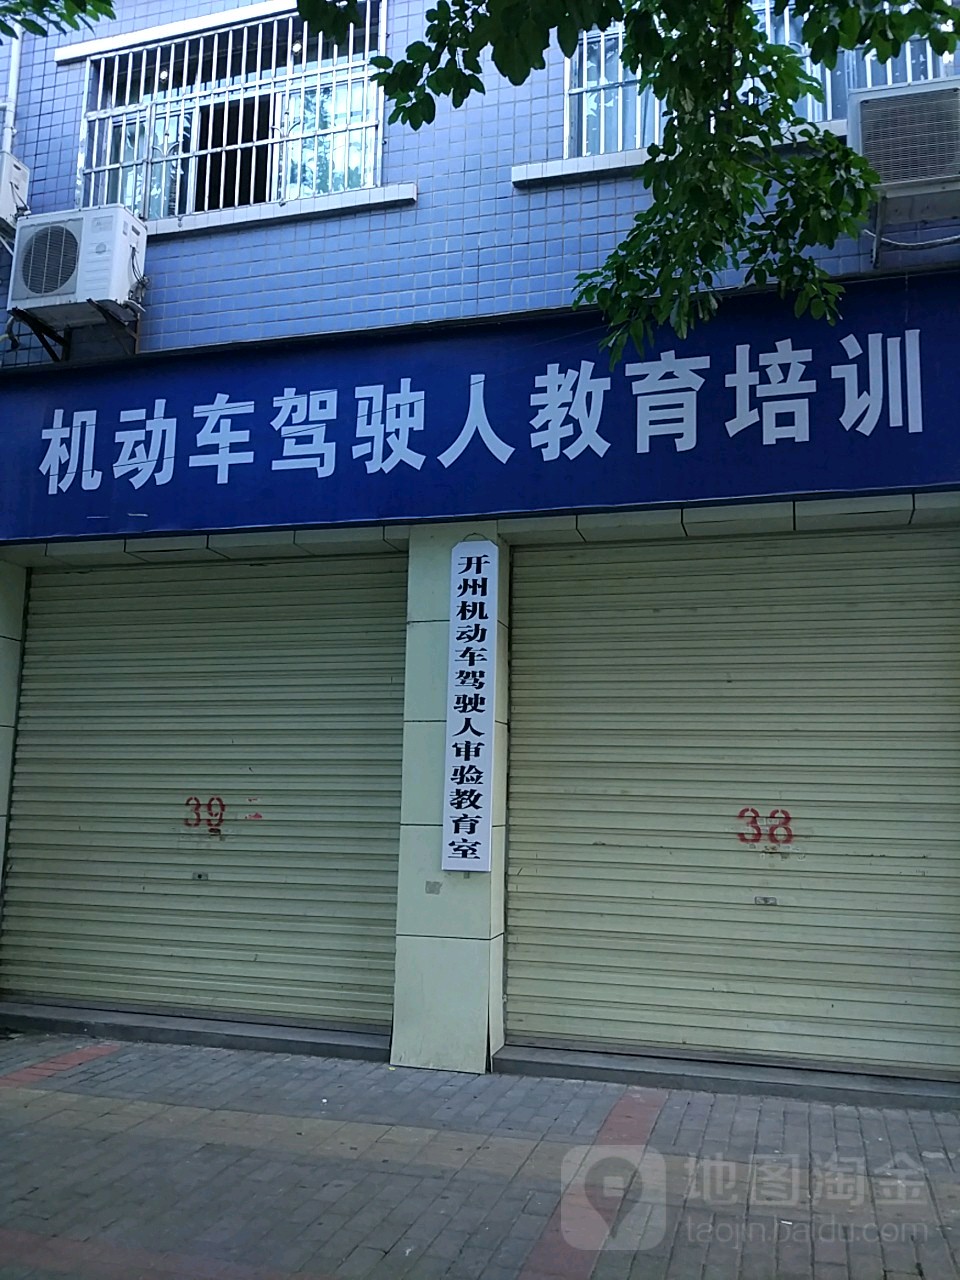 机动车驾驶人教育培训
开州机动车驾驶人审验教育室
39
38
地图淘金
taojin.baidu.com